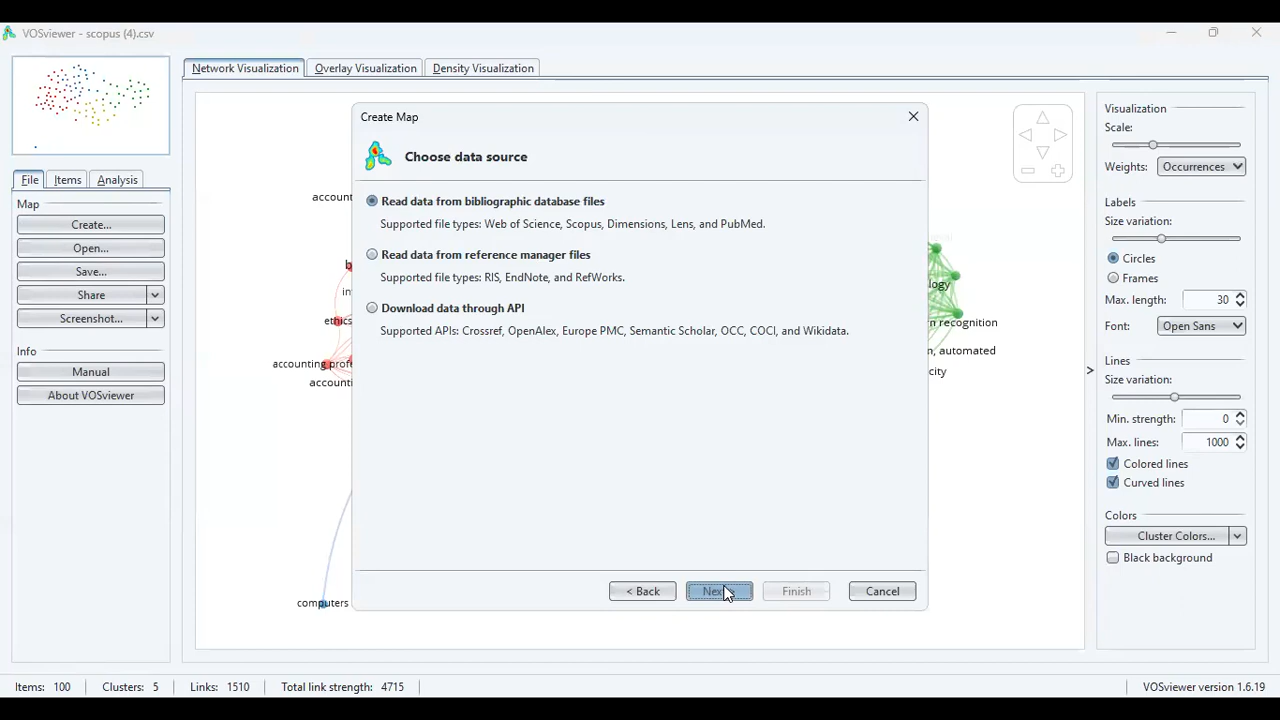 VOSviewer - scopus (4).csv
Network Visualization
Overlay Visualization
Density Visualization
File
Items
Analysis
Map
Create...
Open...
Save...
Share
Screenshot...
Info
Manual
About VOSviewer
Create Map
Choose data source
Read data from bibliographic database files
Supported file types: Web of Science, Scopus, Dimensions, Lens, and PubMed.
Read data from reference manager files
Supported file types: RIS, EndNote, and RefWorks.
Download data through API
Supported APIs: Crossref, OpenAlex, Europe PMC, Semantic Scholar, OCC, COCI, and Wikidata.
< Back
Nex
Finish
Cancel
account
b
in
ethics
accounting prof
accounti
computers
logy
n recognition
n, automated
city
>
Visualization
Scale:
Weights: Occurrences
Labels
Size variation:
Circles
Frames
Max. length: 30
Font: Open Sans
Lines
Size variation:
Min. strength: 0
Max. lines: 1000
Colored lines
Curved lines
Colors
Cluster Colors...
Black background
Items: 100 Clusters: 5 Links: 1510 Total link strength: 4715 VOSviewer version 1.6.19